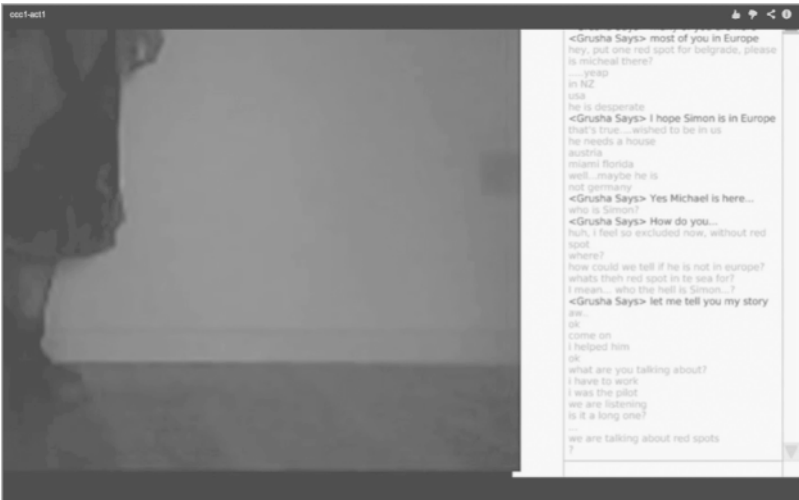 ccc1-act1
<Grusha Says> most of you in Europe
hey, put one red spot for belgrade, please
is micheal there?
.....yeap
in NZ
usa
he is desperate
<Grusha Says> I hope Simon is in Europe
that's true....wished to be in us
he needs a house
austria
miami florida
well...maybe he is
not germany
<Grusha Says> Yes Michael is here...
who is Simon?
<Grusha Says> How do you...
huh, i feel so excluded now, without red
spot
where?
how could we tell if he is not in europe?
whats theh red spot in te sea for?
I mean... who the hell is Simon...?
<Grusha Says> let me tell you my story
aw..
ok
come on
i helped him
ok
what are you talking about?
i have to work
i was the pilot
we are listening
is it a long one?
...
we are talking about red spots
?